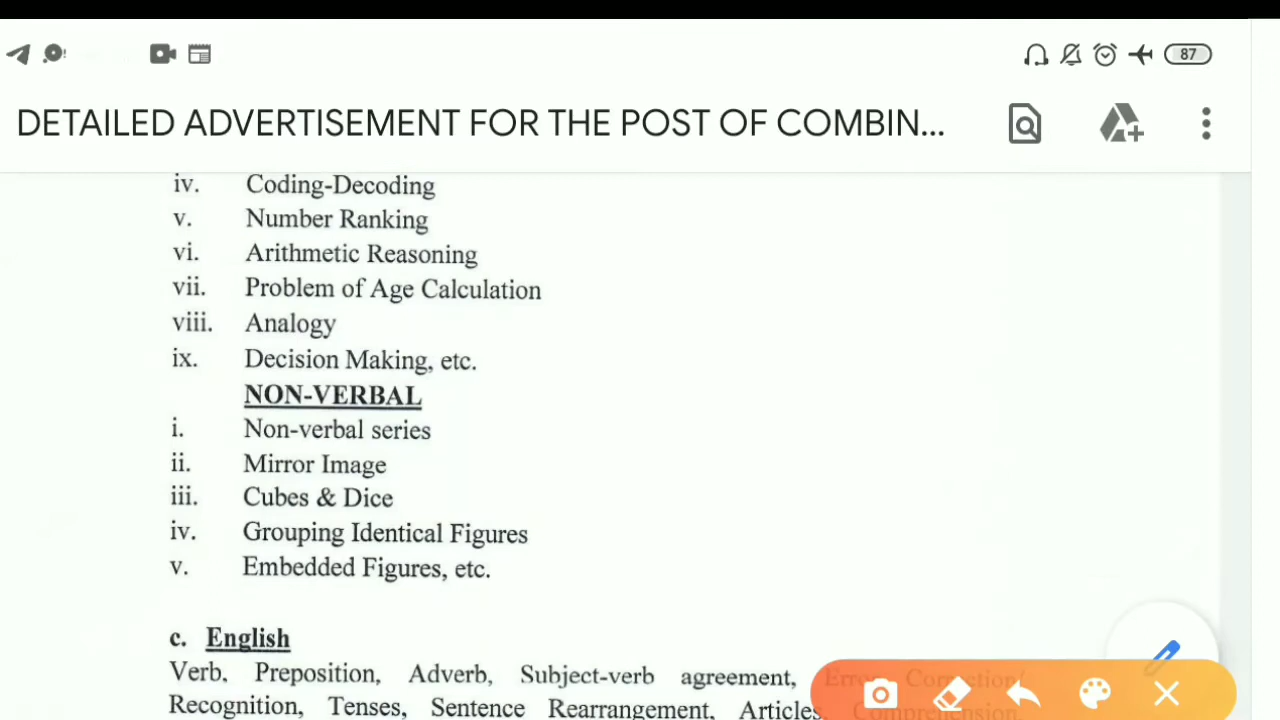 87
DETAILED ADVERTISEMENT FOR THE POST OF COMBIN...
iv. Coding-Decoding
v. Number Ranking
vi. Arithmetic Reasoning
vii. Problem of Age Calculation
viii. Analogy
ix. Decision Making, etc.
NON-VERBAL
i. Non-verbal series
ii. Mirror Image
iii. Cubes & Dice
iv. Grouping Identical Figures
v. Embedded Figures, etc.
c. English
Verb, Preposition, Adverb, Subject-verb agreement, Error Correction/
Recognition, Tenses, Sentence Rearrangement, Articles, Comprehension